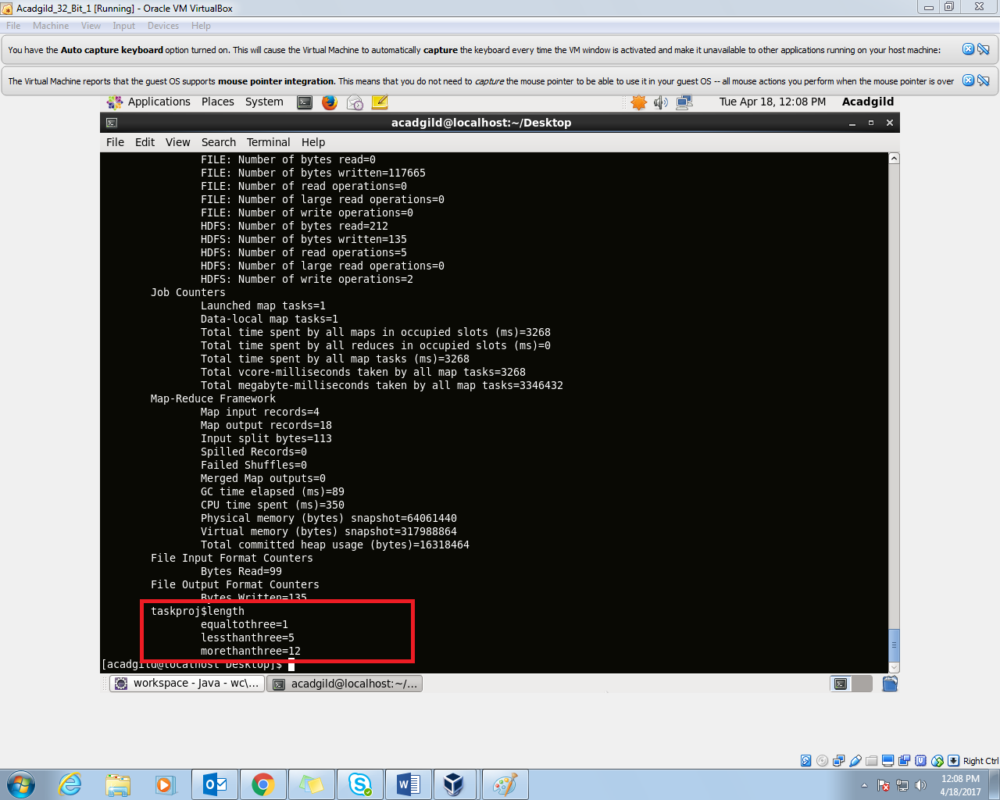 Acadgild_32_Bit_1 [Running] - Oracle VM VirtualBox
File Machine View Input Devices Help
You have the Auto capture keyboard option turned on. This will cause the Virtual Machine to automatically capture the keyboard every time the VM window is activated and make it unavailable to other applications running on your host machine:
The Virtual Machine reports that the guest OS supports mouse pointer integration. This means that you do not need to capture the mouse pointer to be able to use it in your guest OS -- all mouse actions you perform when the mouse pointer is over
Applications Places System Tue Apr 18, 12:08 PM Acadgild
acadgild@localhost:~/Desktop
File Edit View Search Terminal Help
FILE: Number of bytes read=0
FILE: Number of bytes written=117665
FILE: Number of read operations=0
FILE: Number of large read operations=0
FILE: Number of write operations=0
HDFS: Number of bytes read=212
HDFS: Number of bytes written=135
HDFS: Number of read operations=5
HDFS: Number of large read operations=0
HDFS: Number of write operations=2
Job Counters
Launched map tasks=1
Data-local map tasks=1
Total time spent by all maps in occupied slots (ms)=3268
Total time spent by all reduces in occupied slots (ms)=0
Total time spent by all map tasks (ms)=3268
Total vcore-milliseconds taken by all map tasks=3268
Total megabyte-milliseconds taken by all map tasks=3346432
Map-Reduce Framework
Map input records=4
Map output records=18
Input split bytes=113
Spilled Records=0
Failed Shuffles=0
Merged Map outputs=0
GC time elapsed (ms)=89
CPU time spent (ms)=350
Physical memory (bytes) snapshot=64061440
Virtual memory (bytes) snapshot=317988864
Total committed heap usage (bytes)=16318464
File Input Format Counters
Bytes Read=99
File Output Format Counters
Bytes Written=135
taskproj$length
equaltothree=1
lessthanthree=5
morethanthree=12
[acadgild@localhost Desktop]$
workspace - Java - wc\... acadgild@localhost:~/...
Right Ctrl
12:08 PM
4/18/2017